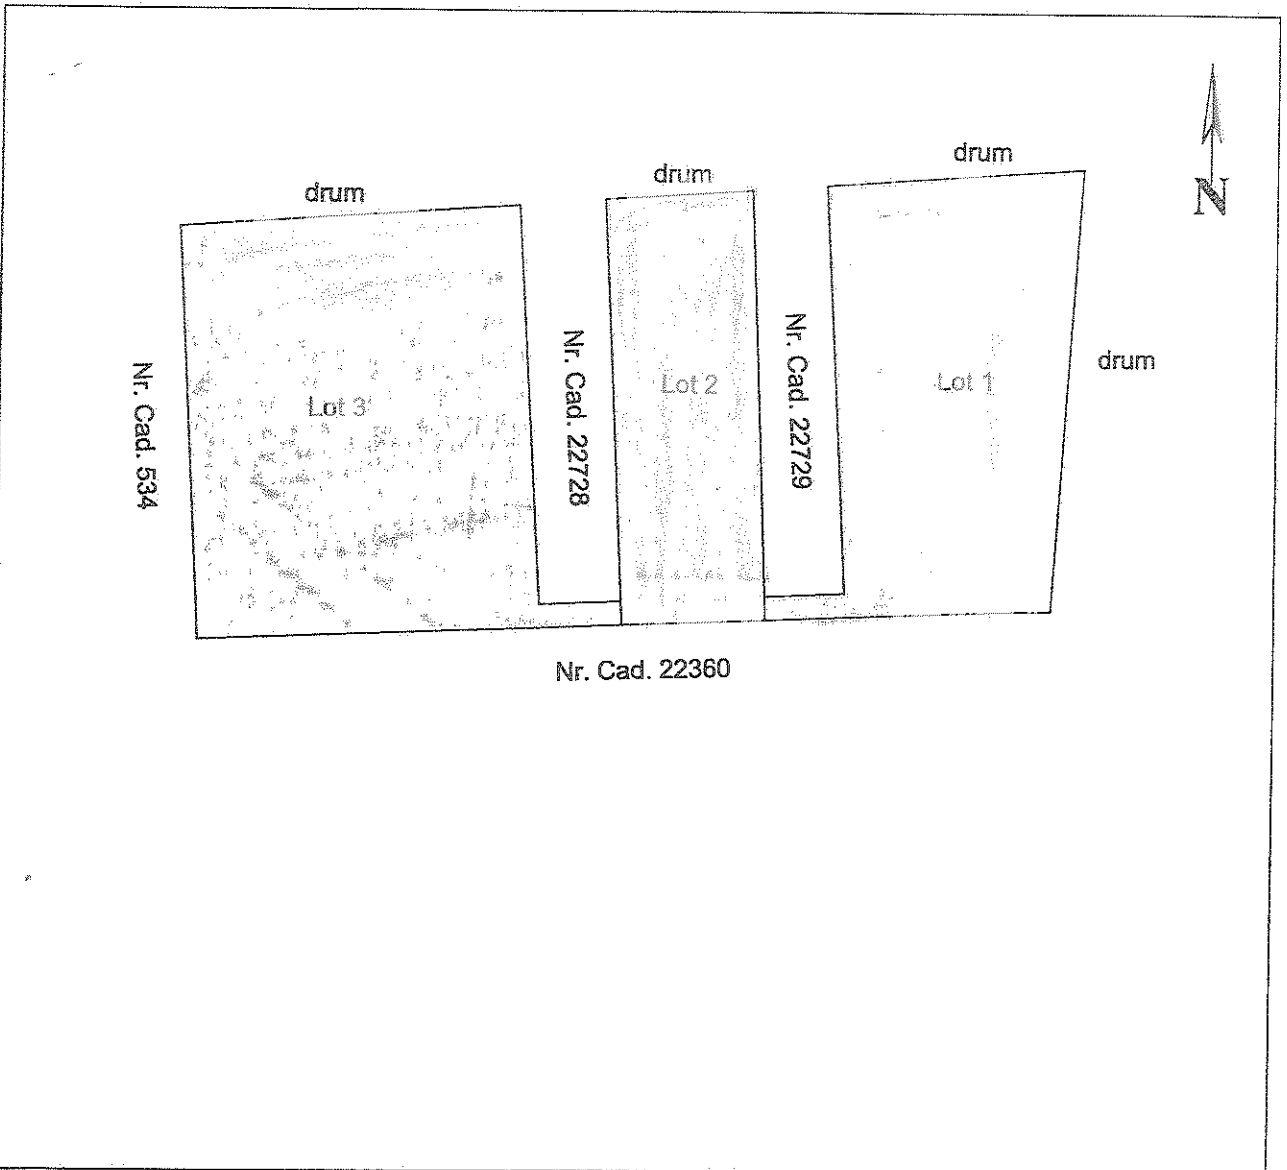 drum
drum
drum
N
Nr. Cad. 534
Lot 3
Nr. Cad. 22728
Lot 2
Nr. Cad. 22729
Lot 1
drum
Nr. Cad. 22360